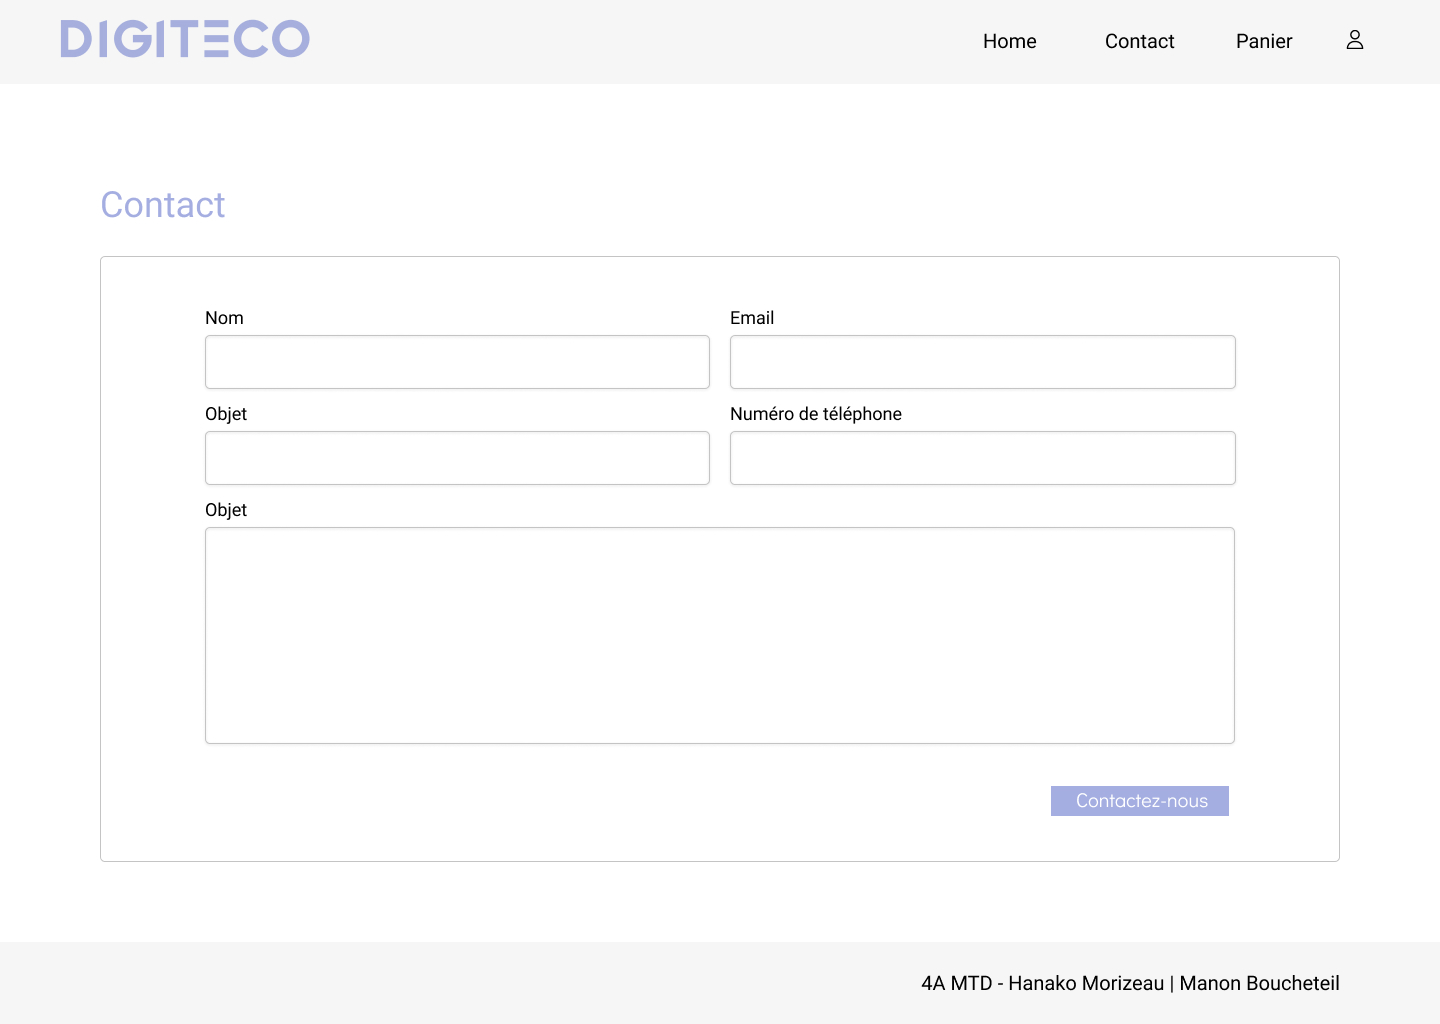 DIGITECO
Home Contact Panier
Contact
Nom Email
Objet Numéro de téléphone
Objet
Contactez-nous
4A MTD - Hanako Morizeau | Manon Boucheteil